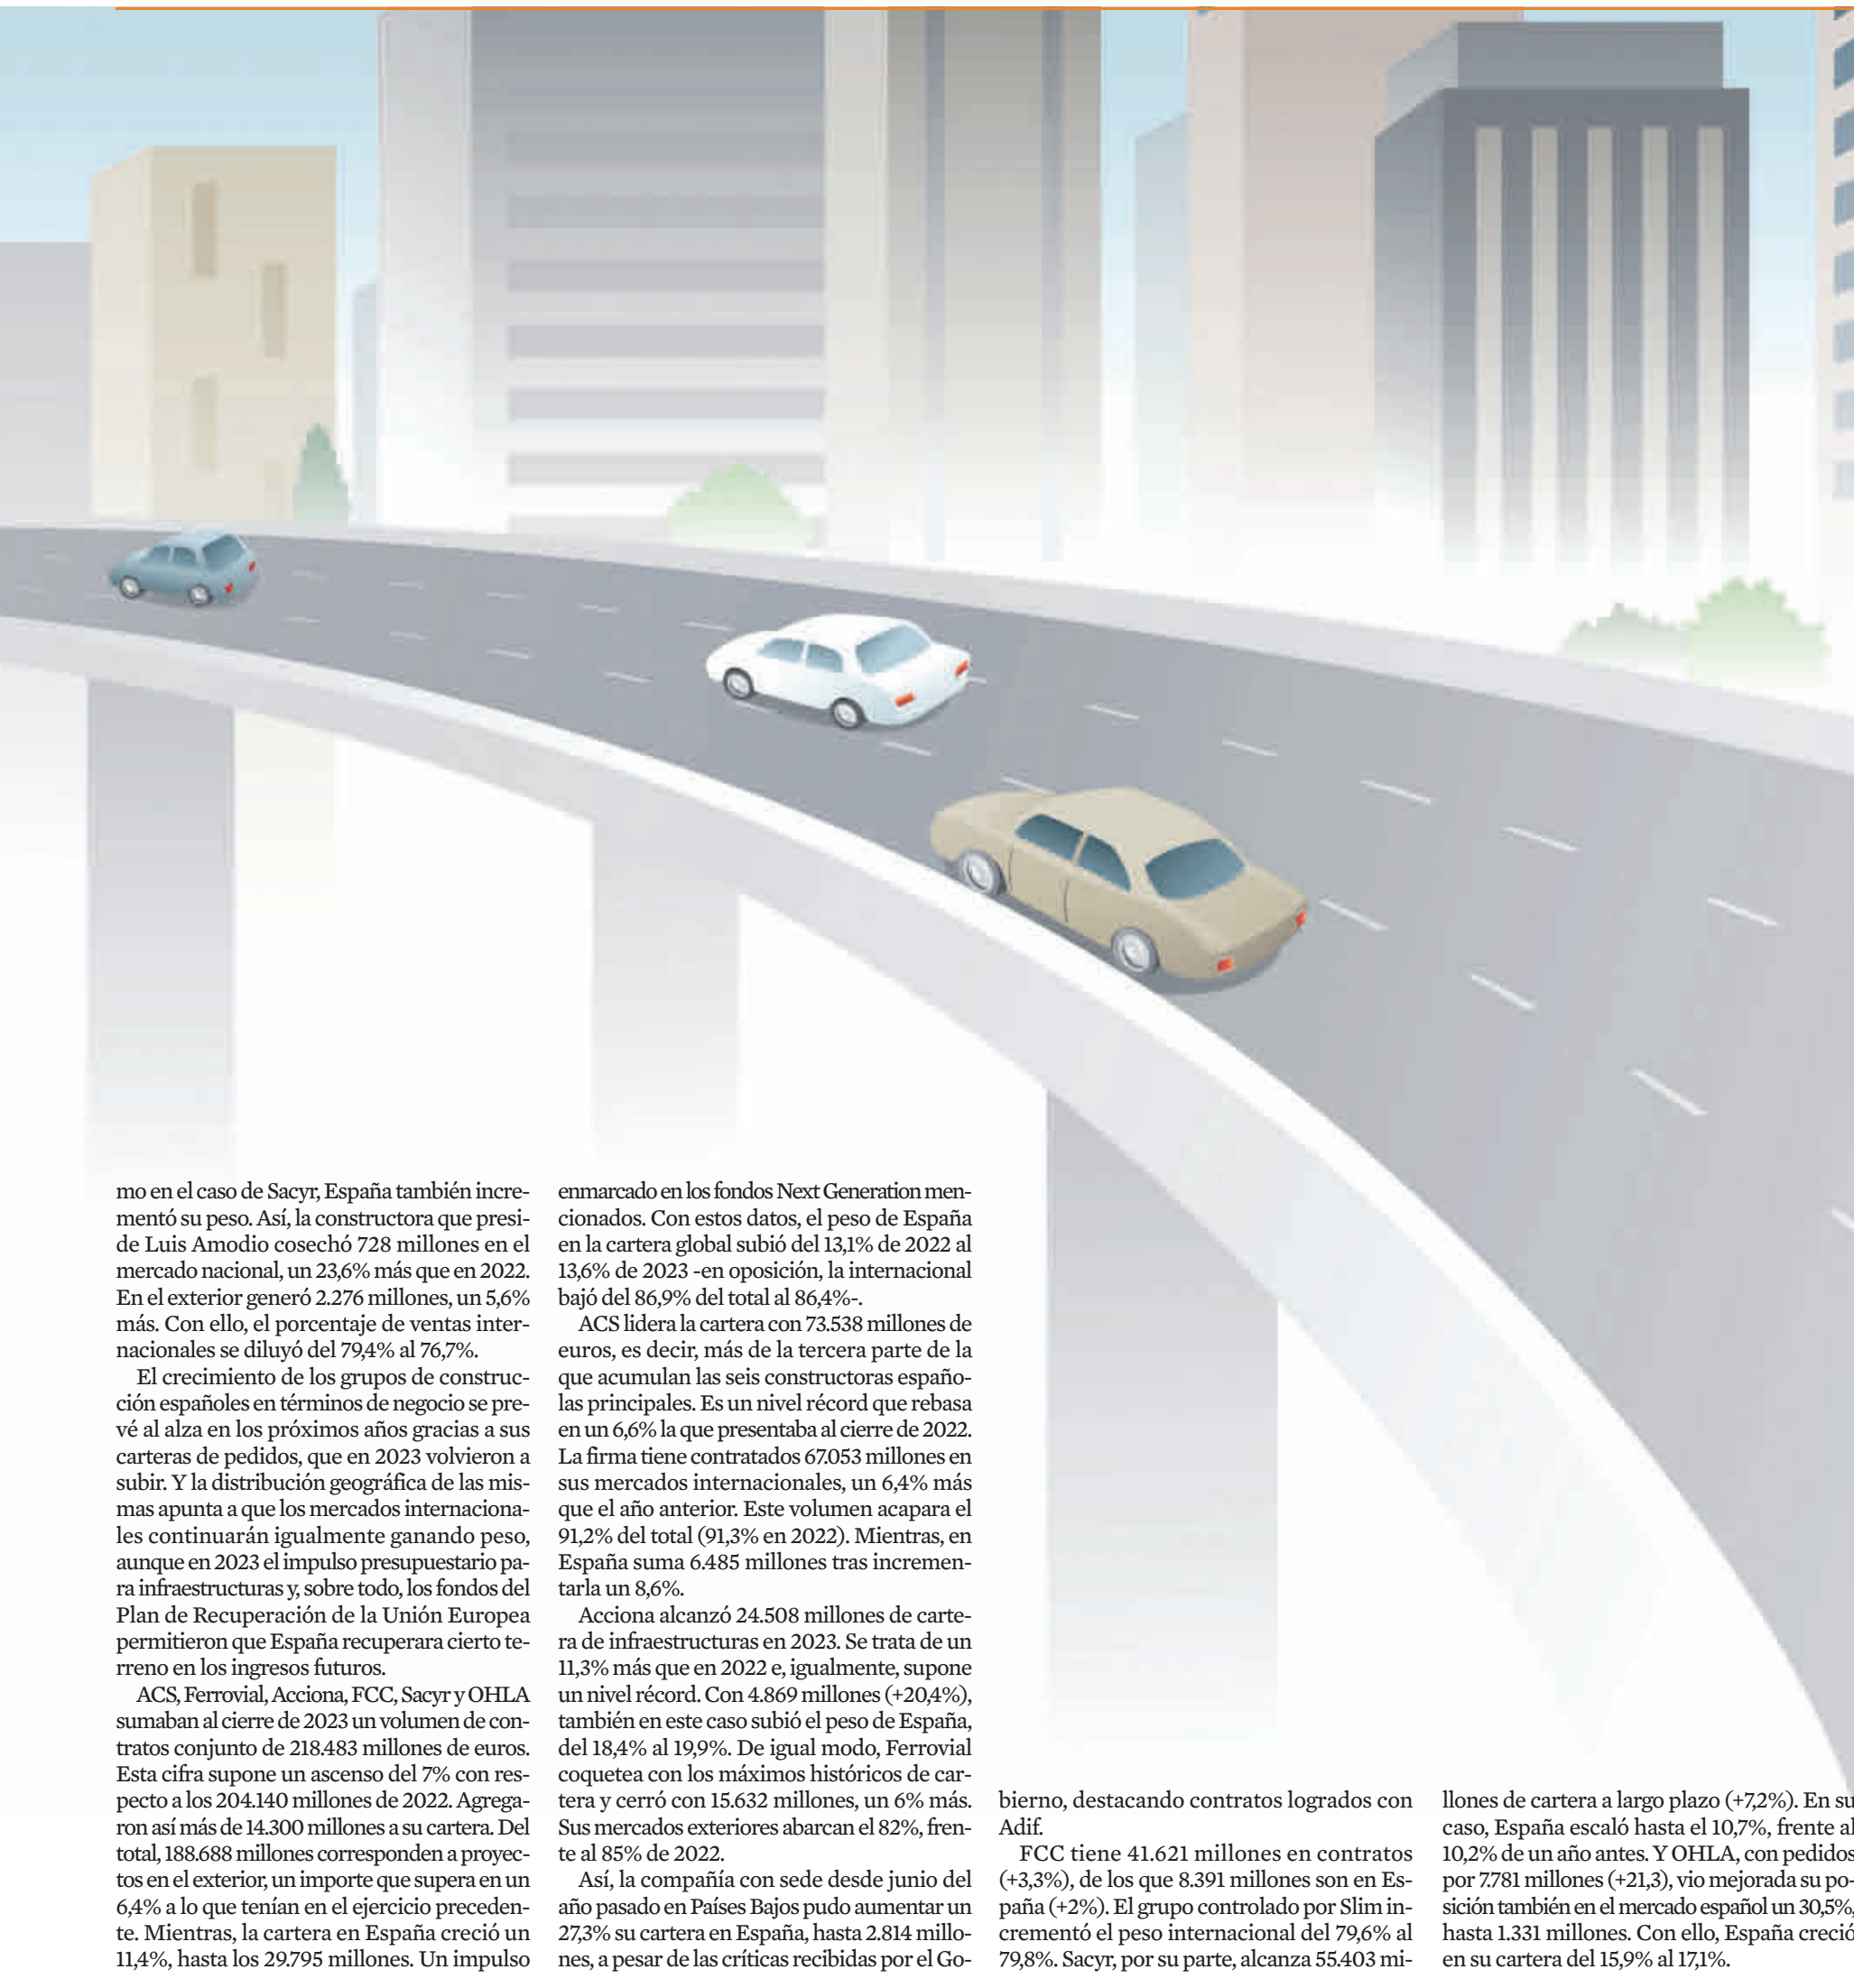 mo en el caso de Sacyr, España también incre-
mentó su peso. Así, la constructora que presi-
de Luis Amodio cosechó 728 millones en el
mercado nacional, un 23,6% más que en 2022.
En el exterior generó 2.276 millones, un 5,6%
más. Con ello, el porcentaje de ventas inter-
nacionales se diluyó del 79,4% al 76,7%.
El crecimiento de los grupos de construc-
ción españoles en términos de negocio se pre-
vé al alza en los próximos años gracias a sus
carteras de pedidos, que en 2023 volvieron a
subir. Y la distribución geográfica de las mis-
mas apunta a que los mercados internaciona-
les continuarán igualmente ganando peso,
aunque en 2023 el impulso presupuestario pa-
ra infraestructuras y, sobre todo, los fondos del
Plan de Recuperación de la Unión Europea
permitieron que España recuperara cierto te-
rreno en los ingresos futuros.
ACS, Ferrovial, Acciona, FCC, Sacyr y OHLA
sumaban al cierre de 2023 un volumen de con-
tratos conjunto de 218.483 millones de euros.
Esta cifra supone un ascenso del 7% con res-
pecto a los 204.140 millones de 2022. Agrega-
ron así más de 14.300 millones a su cartera. Del
total, 188.688 millones corresponden a proyec-
tos en el exterior, un importe que supera en un
6,4% a lo que tenían en el ejercicio preceden-
te. Mientras, la cartera en España creció un
11,4%, hasta los 29.795 millones. Un impulso
enmarcado en los fondos Next Generation men-
cionados. Con estos datos, el peso de España
en la cartera global subió del 13,1% de 2022 al
13,6% de 2023 -en oposición, la internacional
bajó del 86,9% del total al 86,4%-.
ACS lidera la cartera con 73.538 millones de
euros, es decir, más de la tercera parte de la
que acumulan las seis constructoras españo-
las principales. Es un nivel récord que rebasa
en un 6,6% la que presentaba al cierre de 2022.
La firma tiene contratados 67.053 millones en
sus mercados internacionales, un 6,4% más
que el año anterior. Este volumen acapara el
91,2% del total (91,3% en 2022). Mientras, en
España suma 6.485 millones tras incremen-
tarla un 8,6%.
Acciona alcanzó 24.508 millones de carte-
ra de infraestructuras en 2023. Se trata de un
11,3% más que en 2022 e, igualmente, supone
un nivel récord. Con 4.869 millones (+20,4%),
también en este caso subió el peso de España,
del 18,4% al 19,9%. De igual modo, Ferrovial
coquetea con los máximos históricos de car-
tera y cerró con 15.632 millones, un 6% más.
Sus mercados exteriores abarcan el 82%, fren-
te al 85% de 2022.
Así, la compañía con sede desde junio del
año pasado en Países Bajos pudo aumentar un
27,3% su cartera en España, hasta 2.814 millo-
nes, a pesar de las críticas recibidas por el Go-
bierno, destacando contratos logrados con
Adif.
FCC tiene 41.621 millones en contratos
(+3,3%), de los que 8.391 millones son en Es-
paña (+2%). El grupo controlado por Slim in-
crementó el peso internacional del 79,6% al
79,8%. Sacyr, por su parte, alcanza 55.403 mi-
llones de cartera a largo plazo (+7,2%). En su
caso, España escaló hasta el 10,7%, frente al
10,2% de un año antes. Y OHLA, con pedidos
por 7.781 millones (+21,3), vio mejorada su po-
sición también en el mercado español un 30,5%,
hasta 1.331 millones. Con ello, España creció
en su cartera del 15,9% al 17,1%.